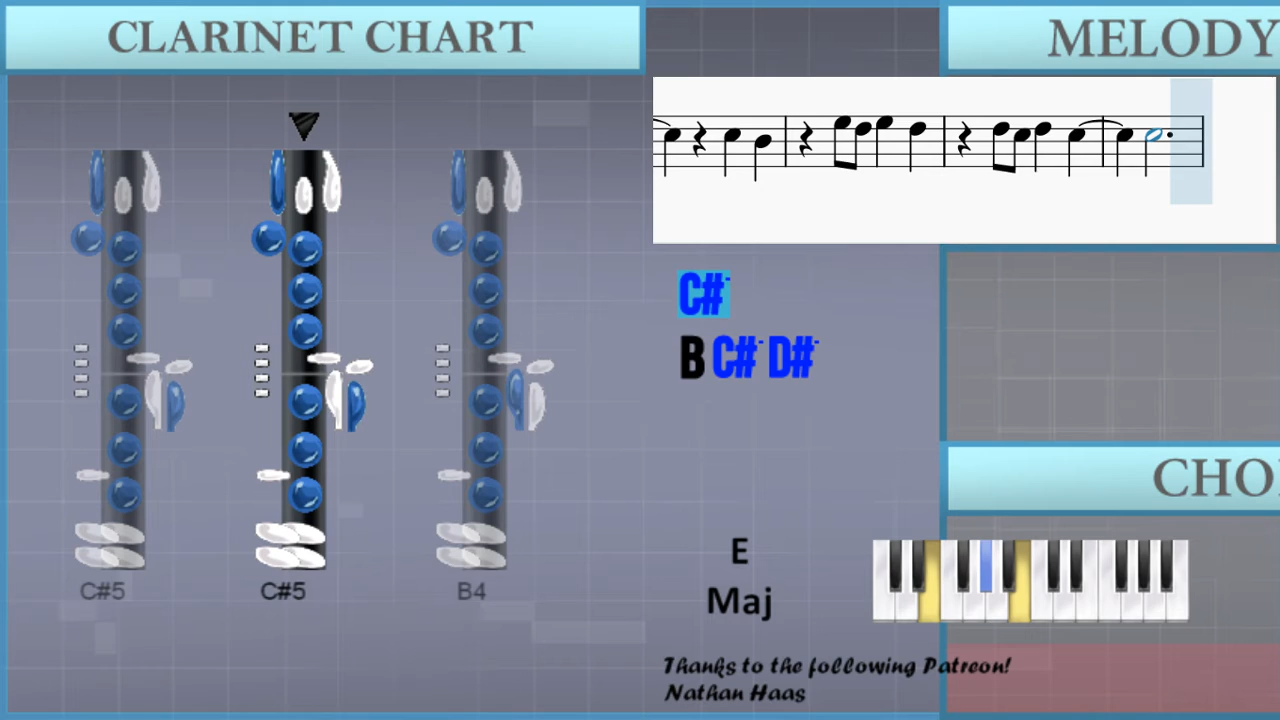 CLARINET CHART
MELODY
C#-
B C#- D#-
C#5 C#5 B4
CHO
E
Maj
Thanks to the following Patreon!
Nathan Haas